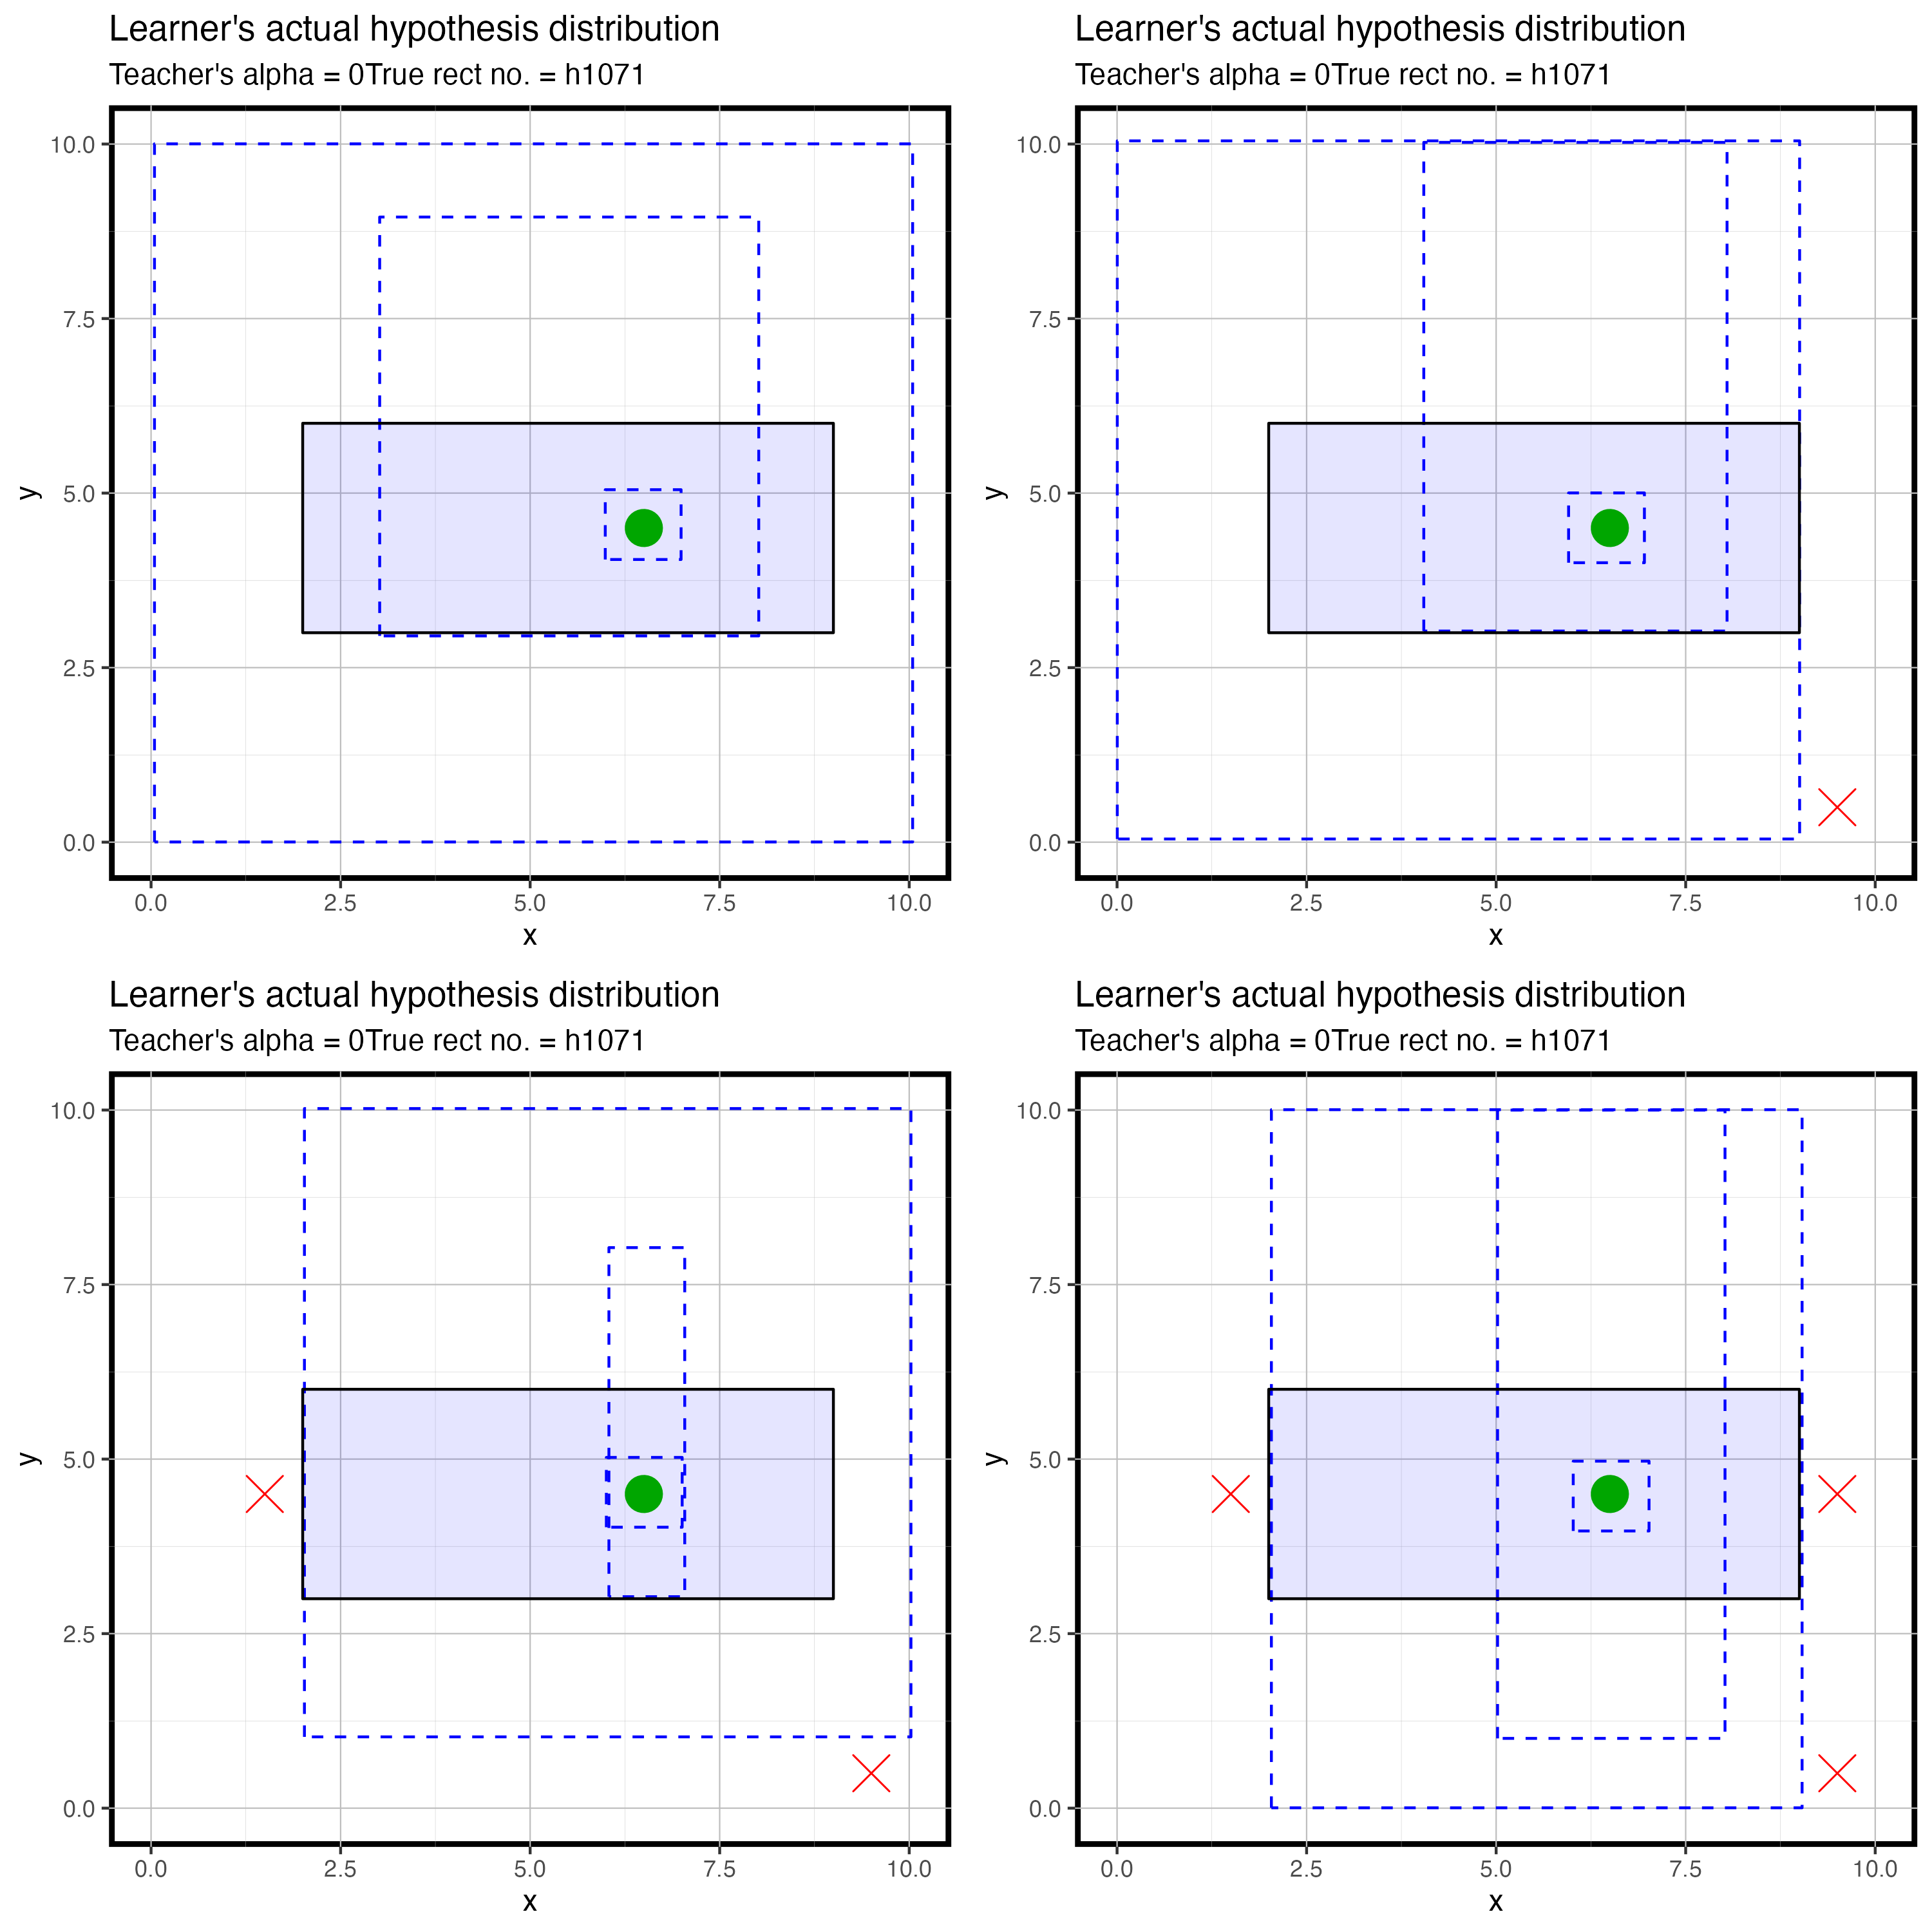 Learner's actual hypothesis distribution
Teacher's alpha = 0True rect no. = h1071
10.0
7.5
5.0
2.5
0.0
y
0.0 2.5 5.0 7.5 10.0
x
Learner's actual hypothesis distribution
Teacher's alpha = 0True rect no. = h1071
10.0
7.5
5.0
2.5
0.0
y
0.0 2.5 5.0 7.5 10.0
x
Learner's actual hypothesis distribution
Teacher's alpha = 0True rect no. = h1071
10.0
7.5
5.0
2.5
0.0
y
0.0 2.5 5.0 7.5 10.0
x
Learner's actual hypothesis distribution
Teacher's alpha = 0True rect no. = h1071
10.0
7.5
5.0
2.5
0.0
y
0.0 2.5 5.0 7.5 10.0
x